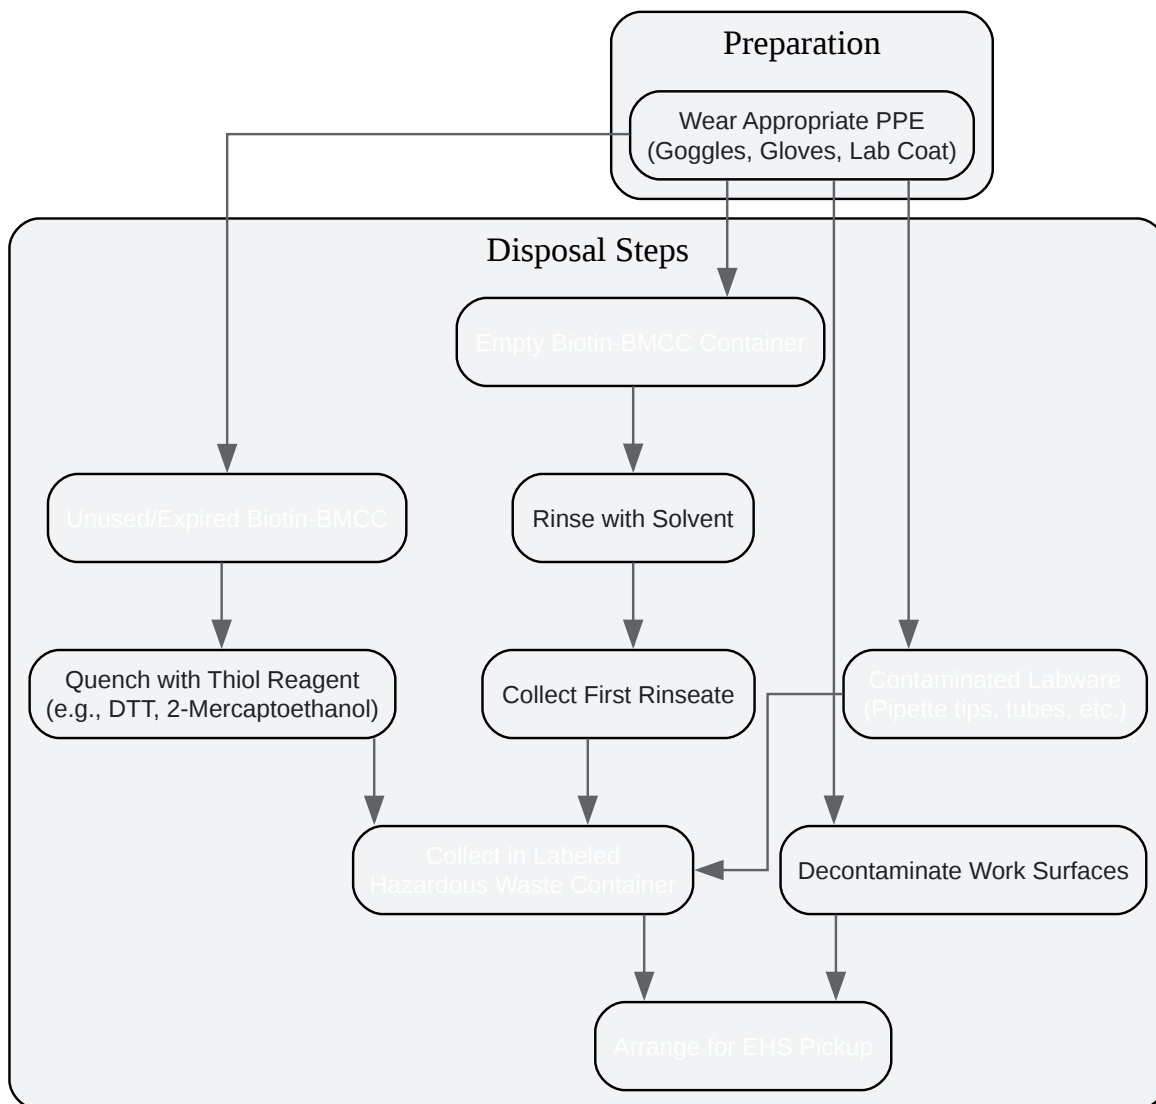 Preparation
Wear Appropriate PPE
(Goggles, Gloves, Lab Coat)
Disposal Steps
Empty Biotin-BMCC Container
Unused/Expired Biotin-BMCC
Rinse with Solvent
Quench with Thiol Reagent
(e.g., DTT, 2-Mercaptoethanol)
Collect First Rinseate
Contaminated Labware
(Pipette tips, tubes, etc.)
Collect in Labeled
Hazardous Waste Container
Decontaminate Work Surfaces
Arrange for EHS Pickup